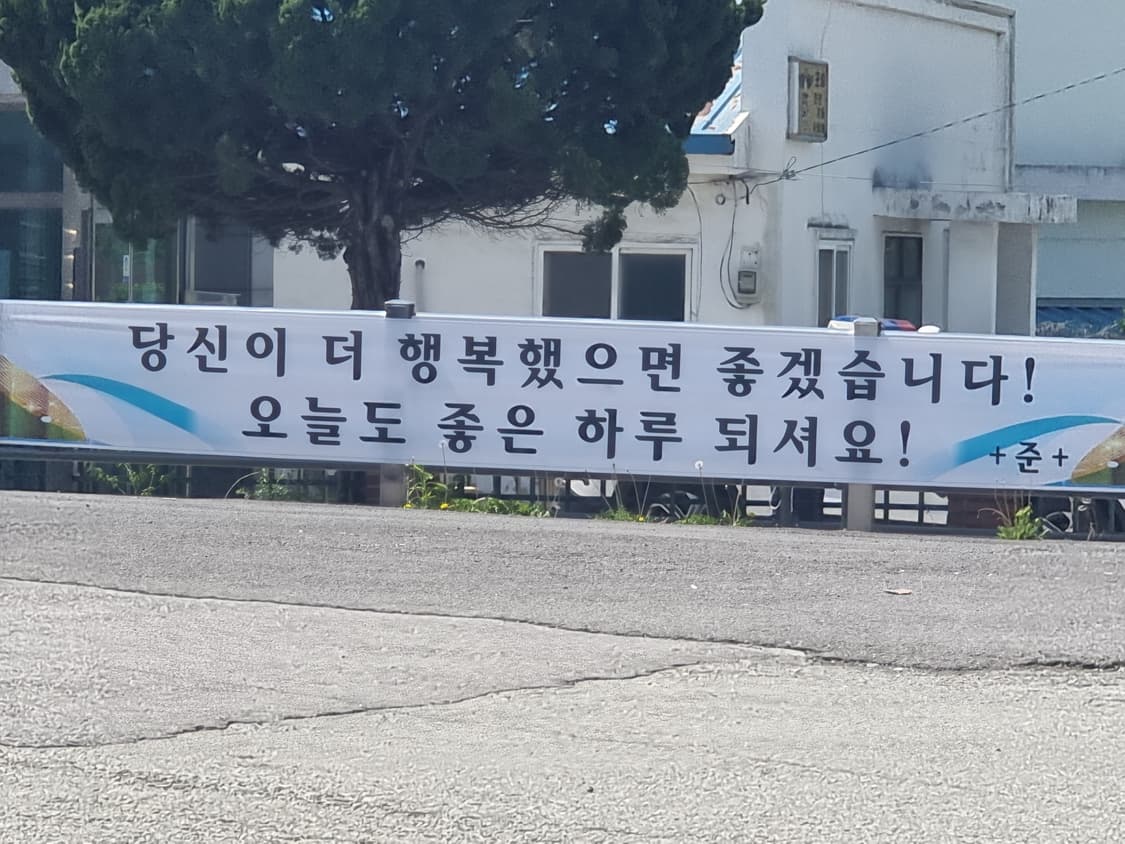 당신이 더 행복했으면 좋겠습니다!
오늘도 좋은 하루 되셔요!
+준+